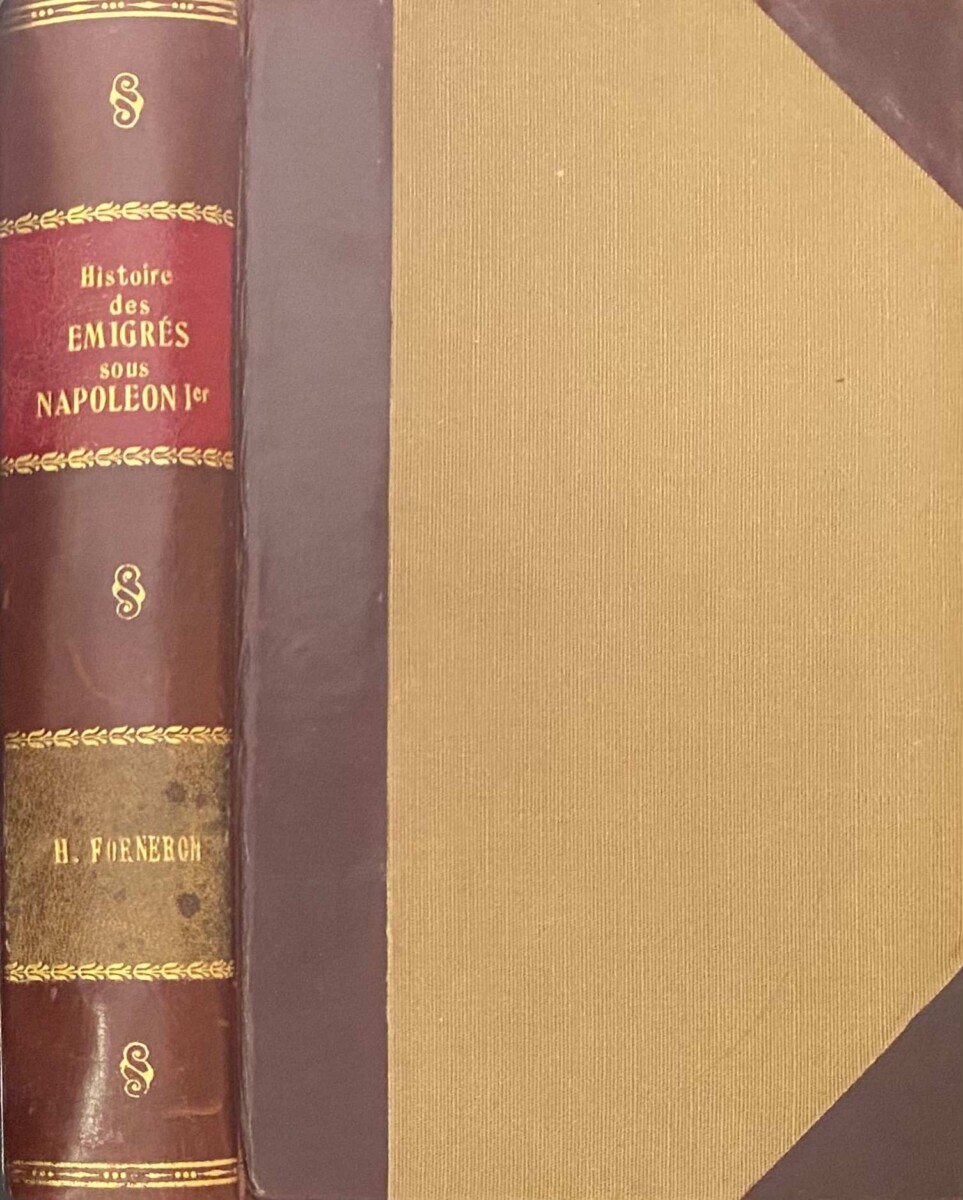 Histoire
des
EMIGRÉS
sous
NAPOLEON Ier
H. FORNERON